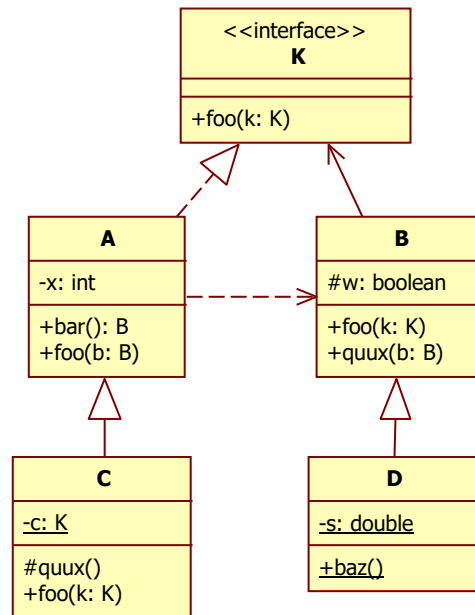 <<interface>>
K
+foo(k: K)
A
-x: int
+bar(): B
+foo(b: B)
B
#w: boolean
+foo(k: K)
+quux(b: B)
C
-c: K
#quux()
+foo(k: K)
D
-s: double
+baz()